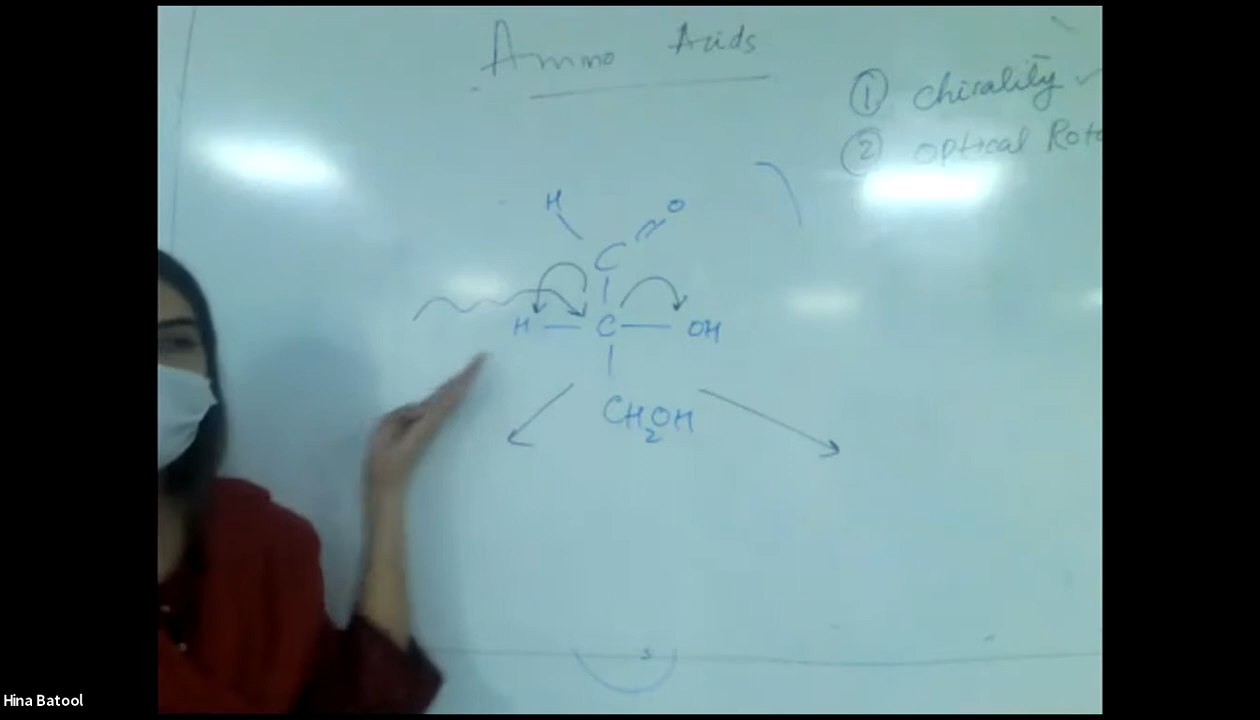 Amino Acids
① chirality ✓
② optical Rot
H O
C
H — C — OH
CH₂OH
Hina Batool